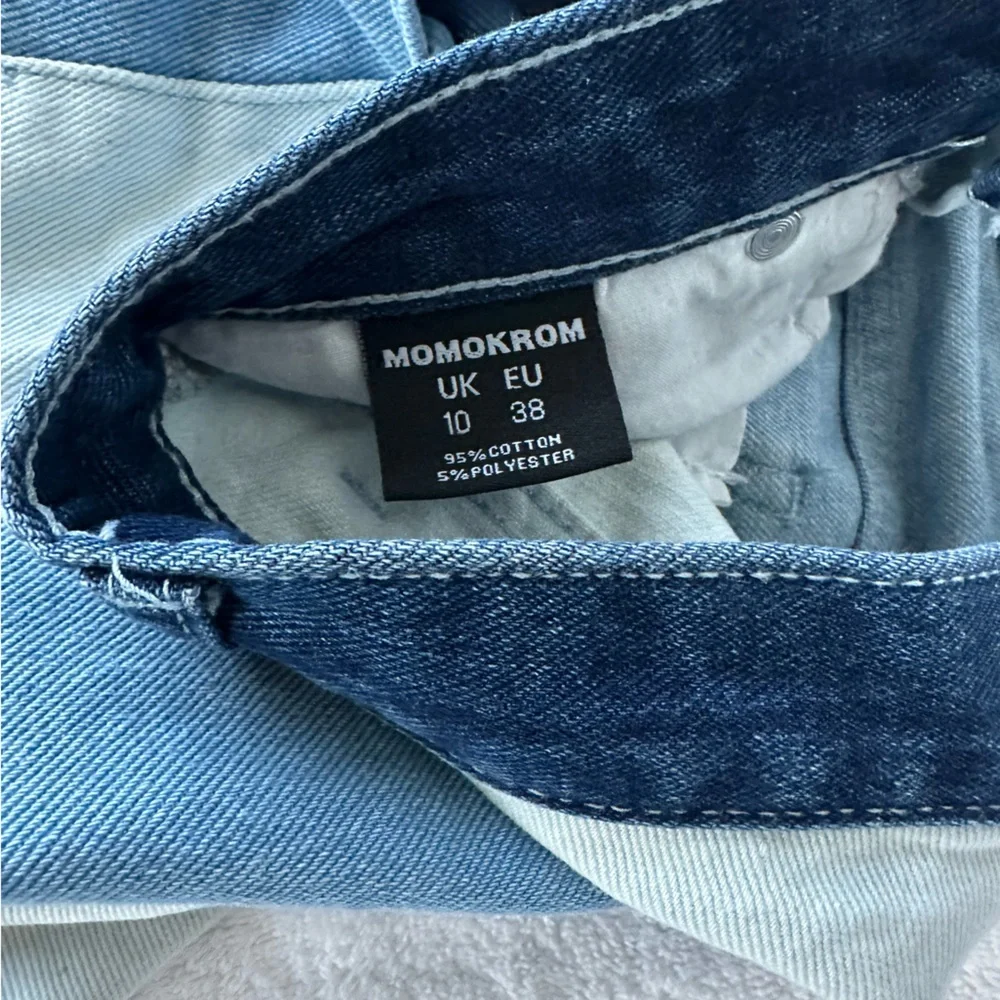 MOMOKROM
UK EU
10 38
95% COTTON
5% POLYESTER